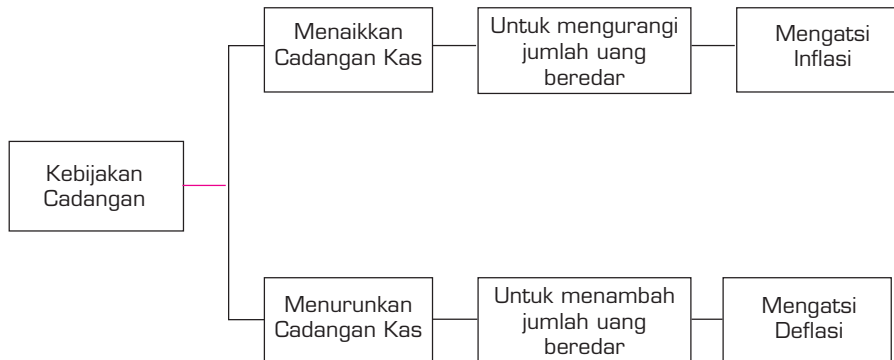 Menaikkan
Cadangan Kas
Untuk mengurangi
jumlah uang
beredar
Mengatsi
Inflasi
Kebijakan
Cadangan
Menurunkan
Cadangan Kas
Untuk menambah
jumlah uang
beredar
Mengatsi
Deflasi